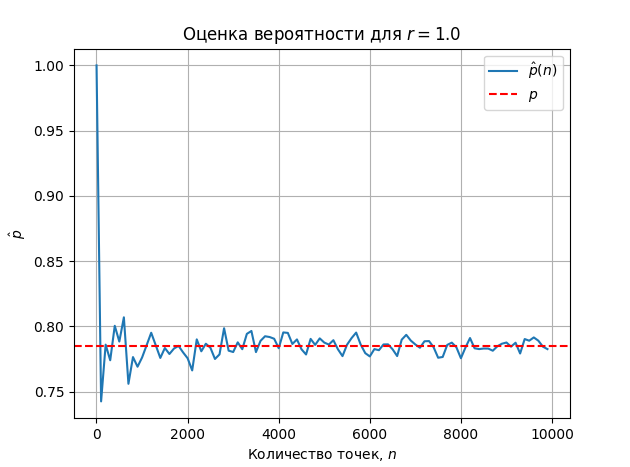 Оценка вероятности для r = 1.0
p̂(n)
p
1.00
0.95
0.90
0.85
0.80
0.75
p̂
0
2000
4000
6000
8000
10000
Количество точек, n